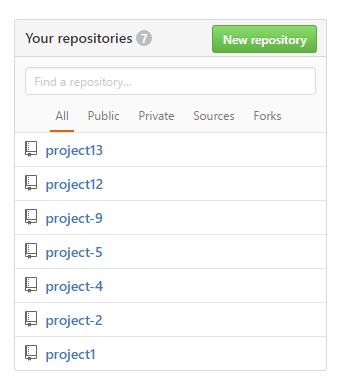 Your repositories 7 New repository
Find a repository...
All Public Private Sources Forks
project13
project12
project-9
project-5
project-4
project-2
project1